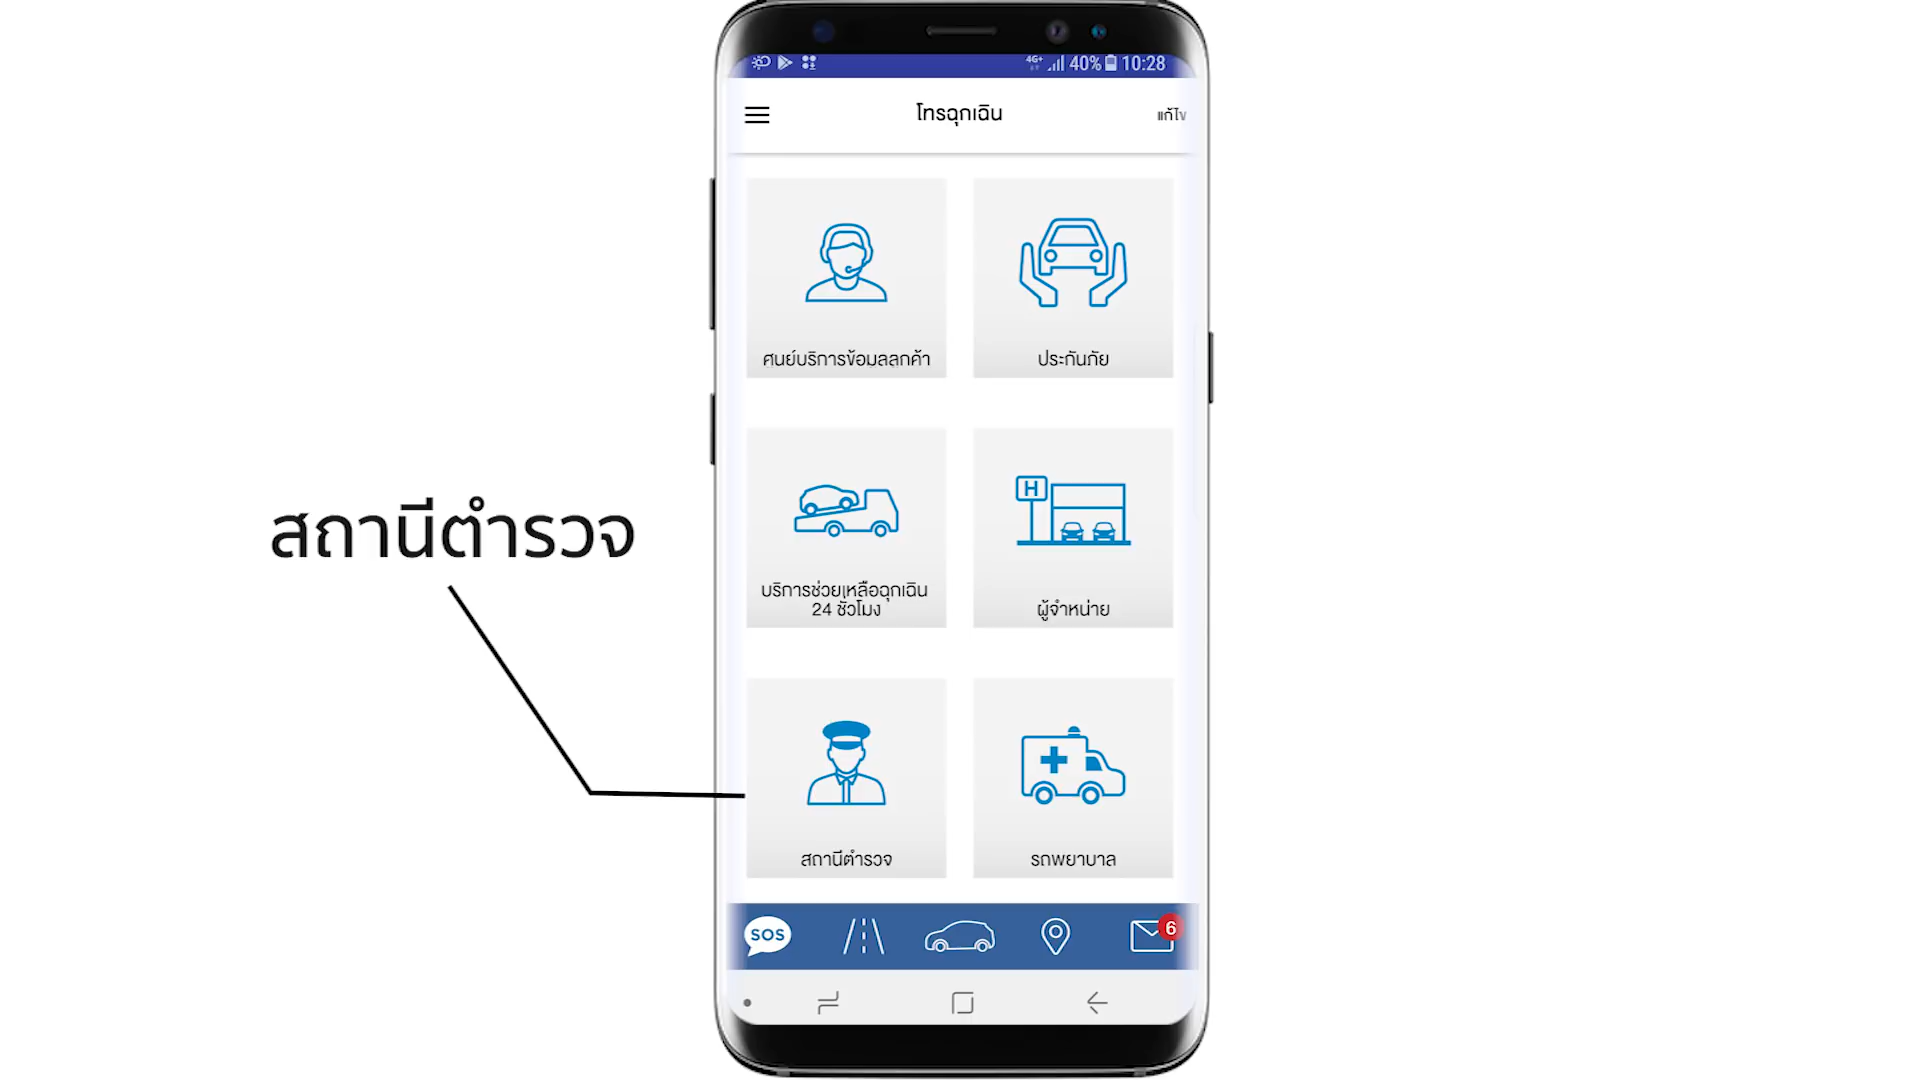 4G+ 40% 10:28
โทรฉุกเฉิน
แก้ไข
ศูนย์บริการข้อมูลลูกค้า
ประกันภัย
บริการช่วยเหลือฉุกเฉิน
24 ชั่วโมง
H
ผู้จำหน่าย
สถานีตำรวจ
สถานีตำรวจ
รถพยาบาล
SOS
6